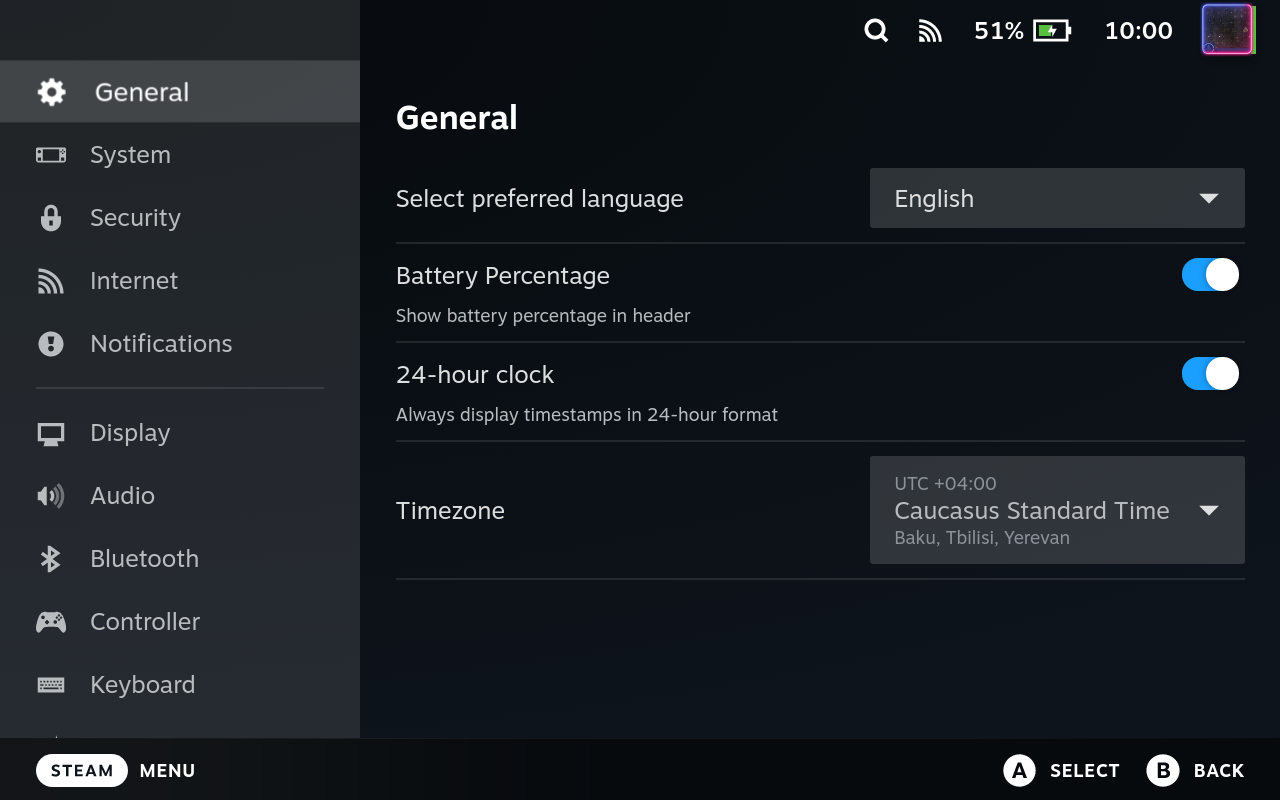 51%
10:00
General
System
Security
Internet
Notifications
Display
Audio
Bluetooth
Controller
Keyboard
General
Select preferred language
English
Battery Percentage
Show battery percentage in header
24-hour clock
Always display timestamps in 24-hour format
Timezone
UTC +04:00
Caucasus Standard Time
Baku, Tbilisi, Yerevan
STEAM MENU
A SELECT B BACK